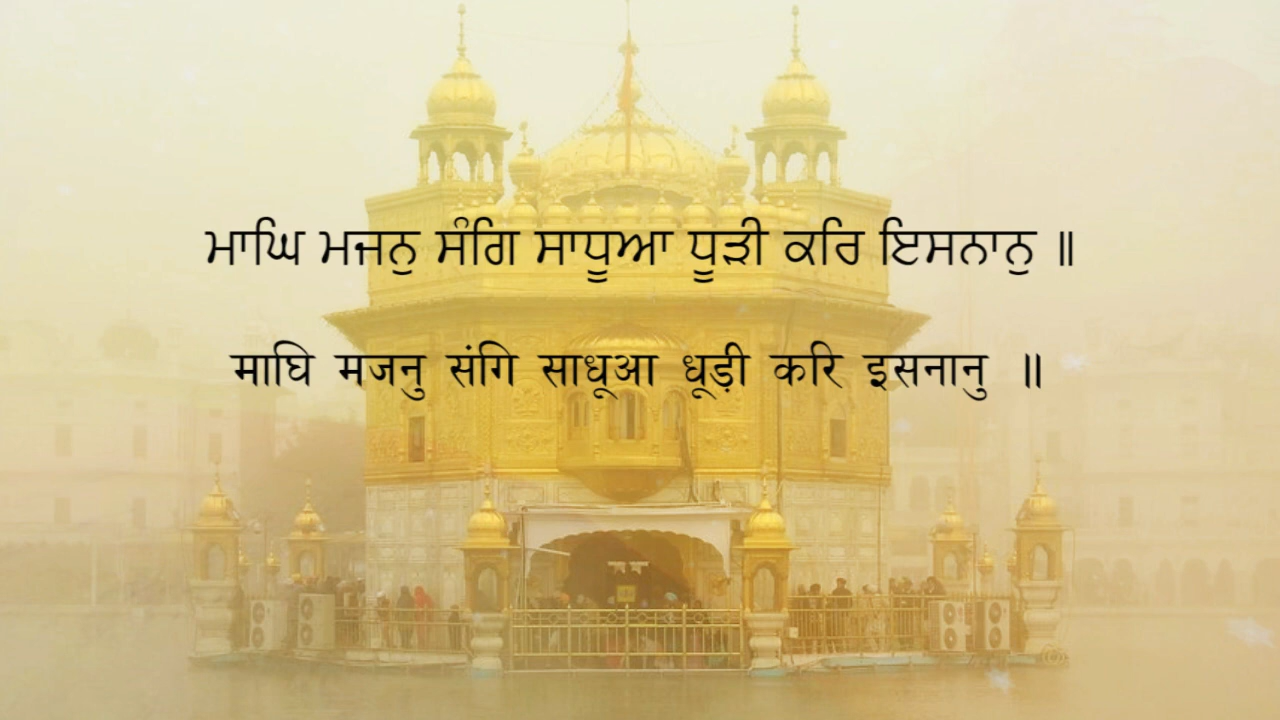 ਮਾਘਿ ਮਜਨੁ ਸੰਗਿ ਸਾਧੂਆ ਧੂੜੀ ਕਰਿ ਇਸਨਾਨੁ ॥
माघि मजनु संगि साधूआ धूड़ी करि इसनानु ॥